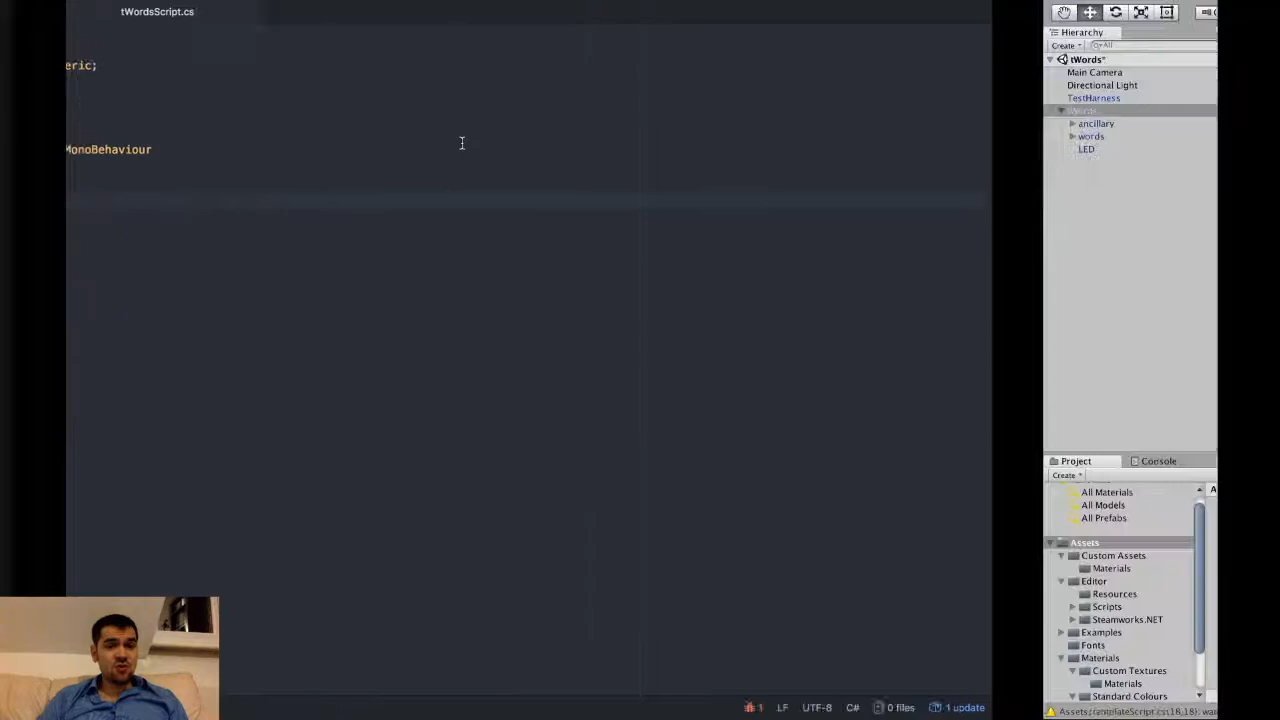 tWordsScript.cs
eric;
MonoBehaviour
1
LF
UTF-8
C#
0 files
1 update
Hierarchy
Create
All
tWords*
Main Camera
Directional Light
TestHarness
ancillary
words
LED
Project
Console
Create
All Materials
All Models
All Prefabs
Assets
Custom Assets
Materials
Editor
Resources
Scripts
Steamworks.NET
Examples
Fonts
Materials
Custom Textures
Materials
Standard Colours